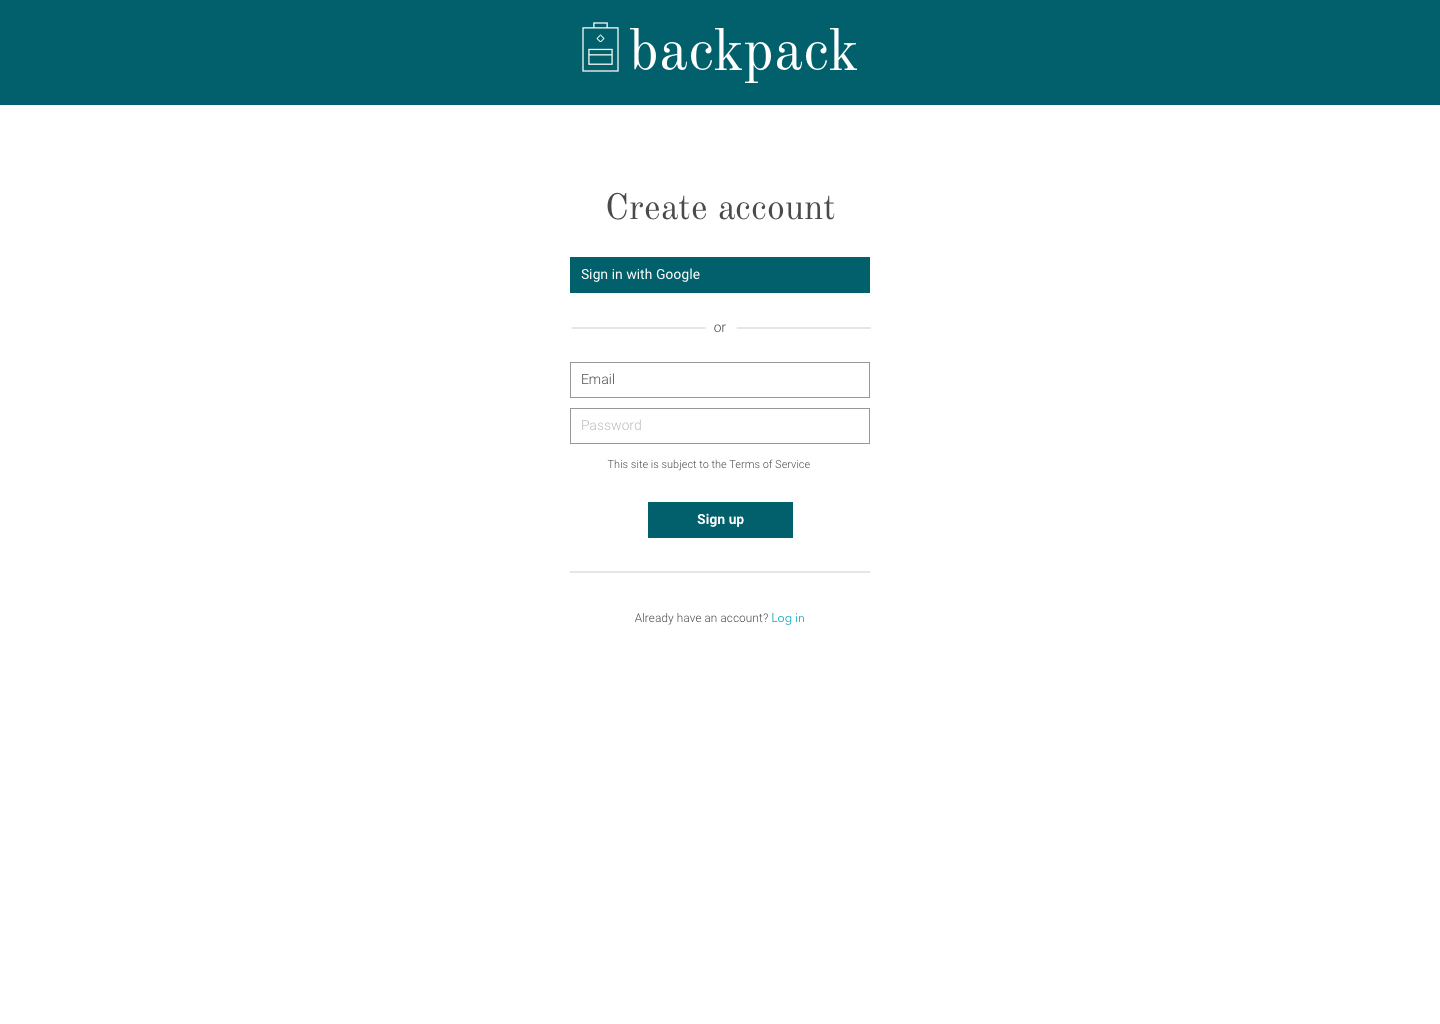 backpack
Create account
Sign in with Google
or
Email
Password
This site is subject to the Terms of Service
Sign up
Already have an account? Log in